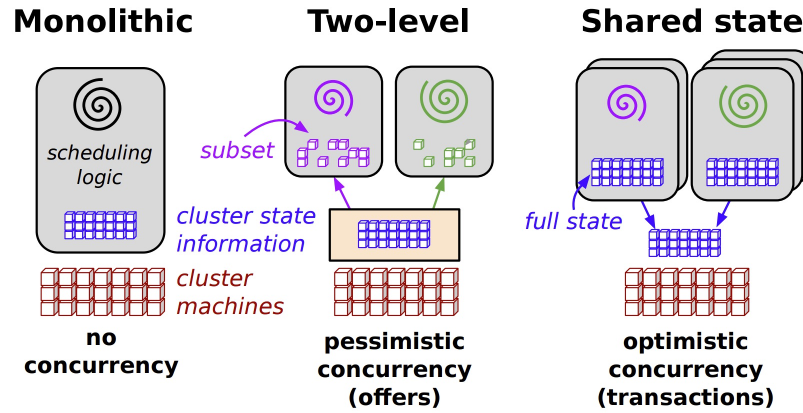 Monolithic
Two-level
Shared state
scheduling
logic
subset
cluster state
information
full state
cluster
machines
no
concurrency
pessimistic
concurrency
(offers)
optimistic
concurrency
(transactions)